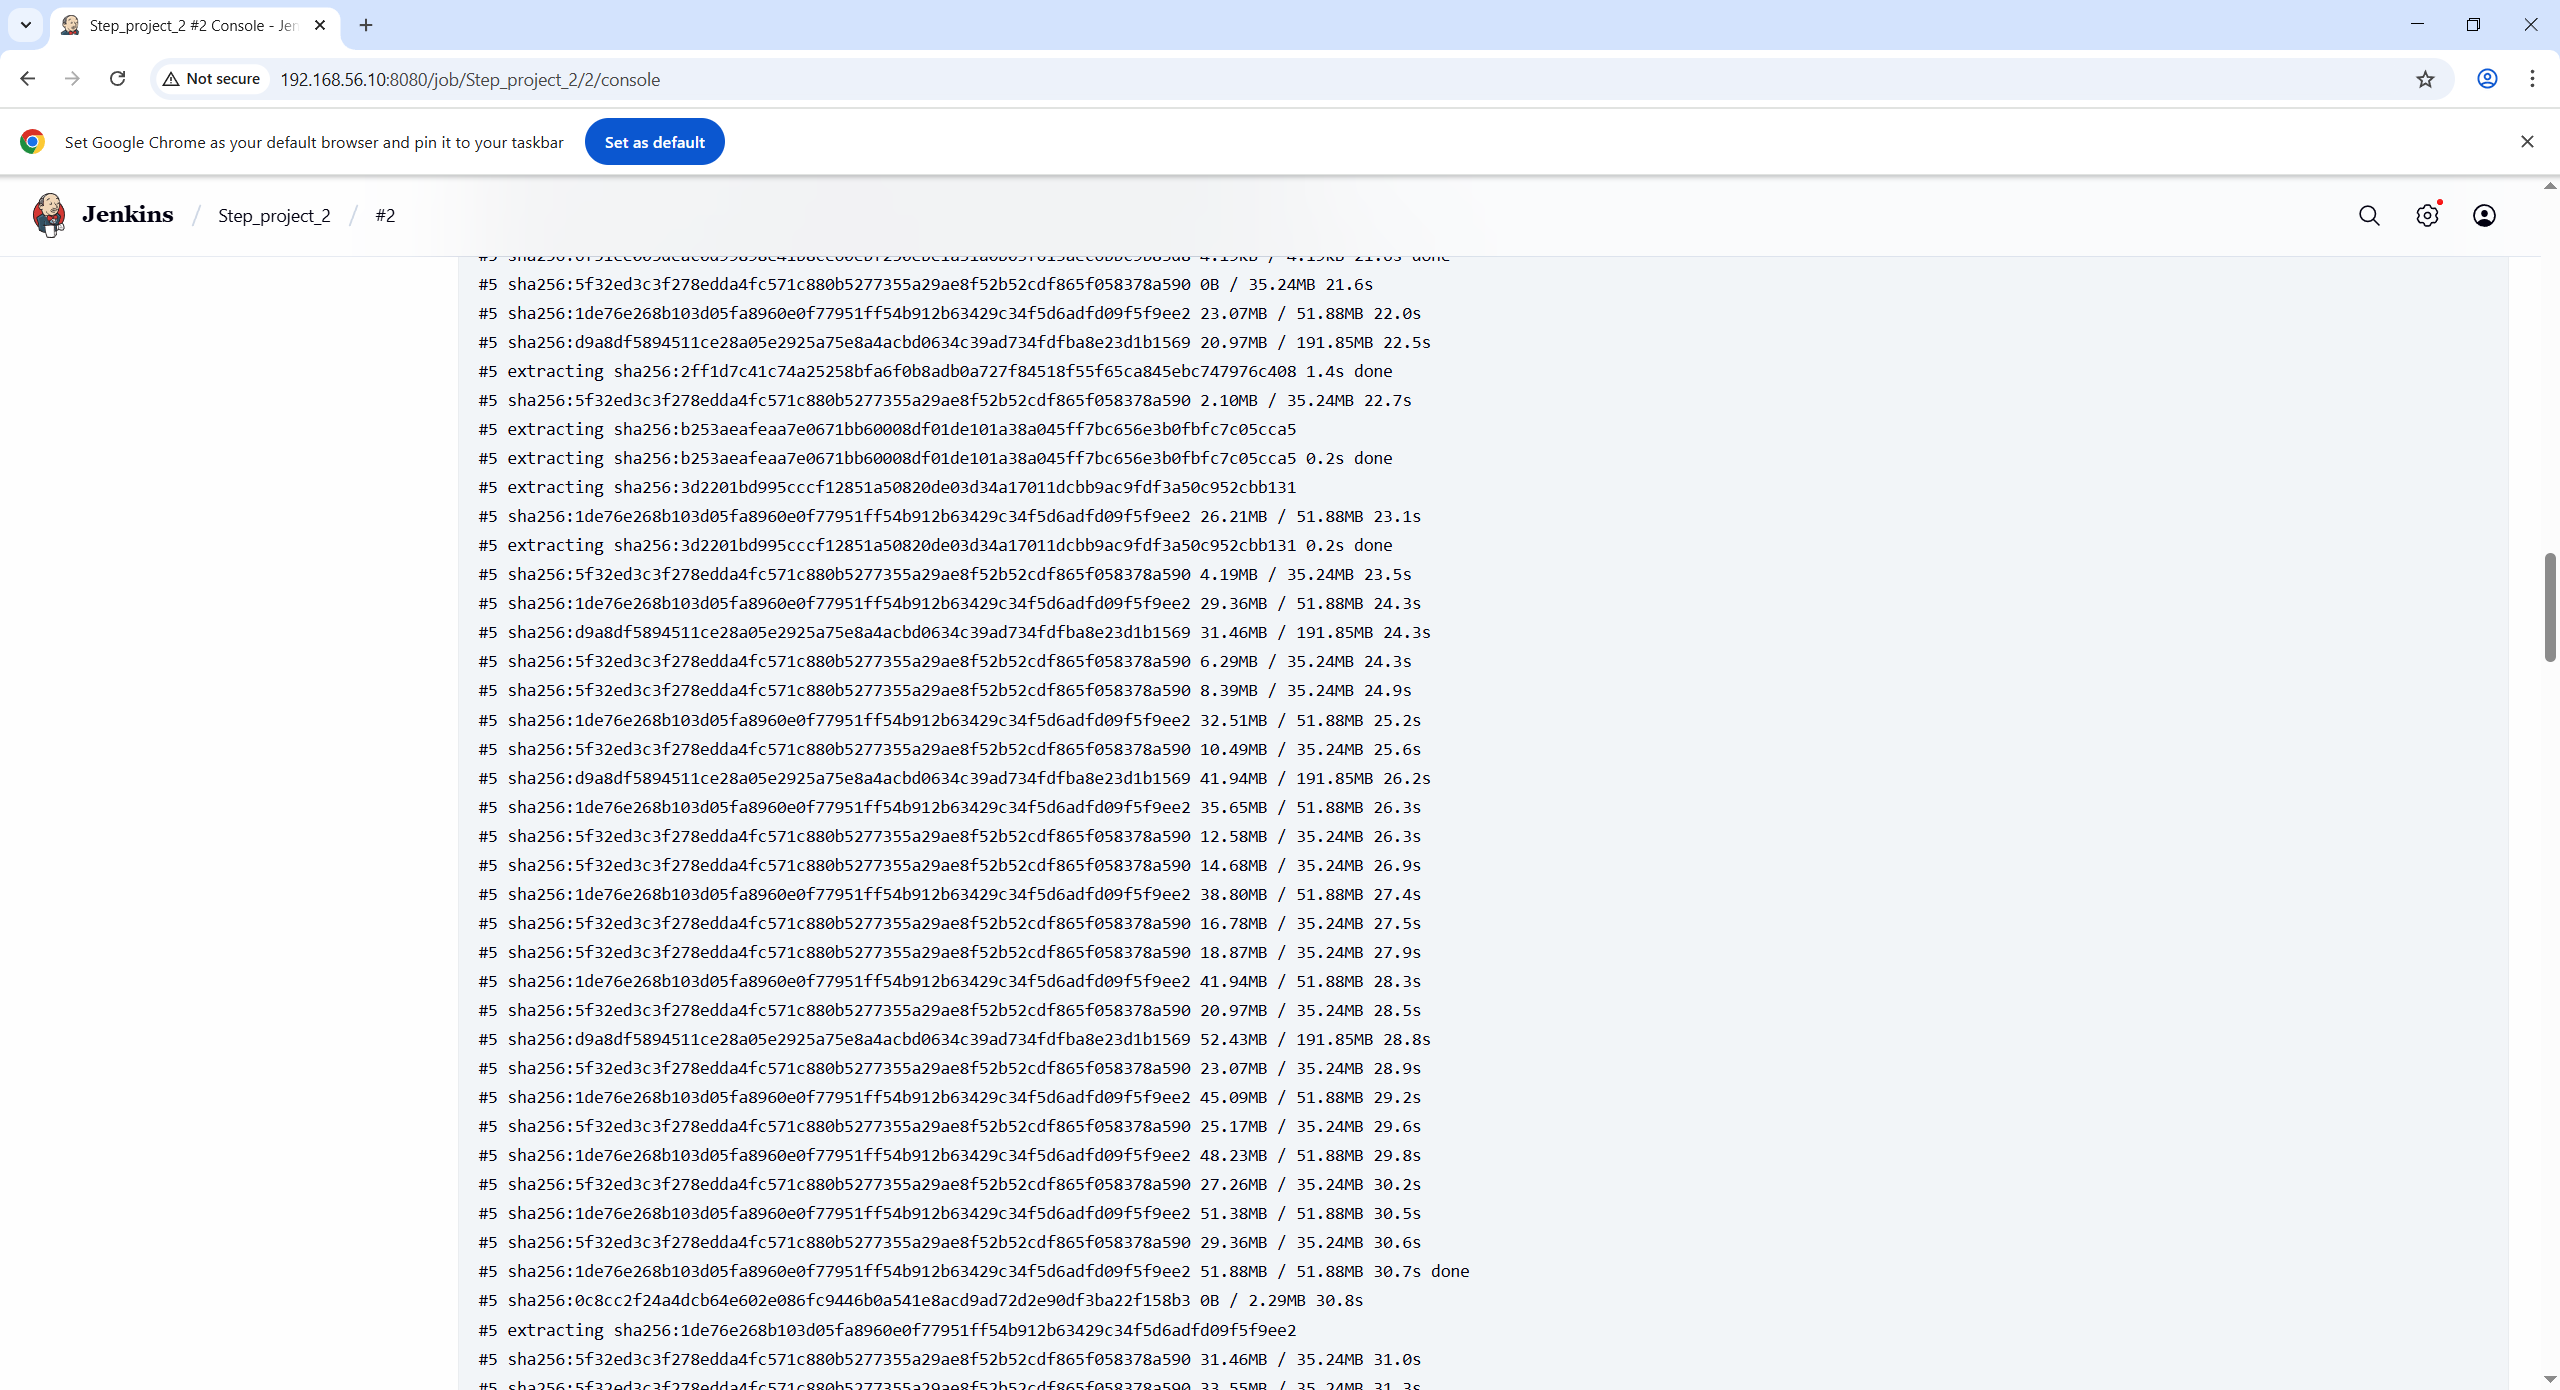 Step_project_2 #2 Console - Jen
Not secure
192.168.56.10:8080/job/Step_project_2/2/console
Set Google Chrome as your default browser and pin it to your taskbar
Set as default
Jenkins / Step_project_2 / #2
#5 sha256:5f32ed3c3f278edda4fc571c880b5277355a29ae8f52b52cdf865f058378a590 0B / 35.24MB 21.6s
#5 sha256:1de76e268b103d05fa8960e0f77951ff54b912b63429c34f5d6adfd09f5f9ee2 23.07MB / 51.88MB 22.0s
#5 sha256:d9a8df5894511ce28a05e2925a75e8a4acbd0634c39ad734fdfba8e23d1b1569 20.97MB / 191.85MB 22.5s
#5 extracting sha256:2ff1d7c41c74a25258bfa6f0b8adb0a727f84518f55f65ca845ebc747976c408 1.4s done
#5 sha256:5f32ed3c3f278edda4fc571c880b5277355a29ae8f52b52cdf865f058378a590 2.10MB / 35.24MB 22.7s
#5 extracting sha256:b253aeafeaa7e0671bb60008df01de101a38a045ff7bc656e3b0fbfc7c05cca5
#5 extracting sha256:b253aeafeaa7e0671bb60008df01de101a38a045ff7bc656e3b0fbfc7c05cca5 0.2s done
#5 extracting sha256:3d2201bd995cccf12851a50820de03d34a17011dcbb9ac9fdf3a50c952cbb131
#5 sha256:1de76e268b103d05fa8960e0f77951ff54b912b63429c34f5d6adfd09f5f9ee2 26.21MB / 51.88MB 23.1s
#5 extracting sha256:3d2201bd995cccf12851a50820de03d34a17011dcbb9ac9fdf3a50c952cbb131 0.2s done
#5 sha256:5f32ed3c3f278edda4fc571c880b5277355a29ae8f52b52cdf865f058378a590 4.19MB / 35.24MB 23.5s
#5 sha256:1de76e268b103d05fa8960e0f77951ff54b912b63429c34f5d6adfd09f5f9ee2 29.36MB / 51.88MB 24.3s
#5 sha256:d9a8df5894511ce28a05e2925a75e8a4acbd0634c39ad734fdfba8e23d1b1569 31.46MB / 191.85MB 24.3s
#5 sha256:5f32ed3c3f278edda4fc571c880b5277355a29ae8f52b52cdf865f058378a590 6.29MB / 35.24MB 24.3s
#5 sha256:5f32ed3c3f278edda4fc571c880b5277355a29ae8f52b52cdf865f058378a590 8.39MB / 35.24MB 24.9s
#5 sha256:1de76e268b103d05fa8960e0f77951ff54b912b63429c34f5d6adfd09f5f9ee2 32.51MB / 51.88MB 25.2s
#5 sha256:5f32ed3c3f278edda4fc571c880b5277355a29ae8f52b52cdf865f058378a590 10.49MB / 35.24MB 25.6s
#5 sha256:d9a8df5894511ce28a05e2925a75e8a4acbd0634c39ad734fdfba8e23d1b1569 41.94MB / 191.85MB 26.2s
#5 sha256:1de76e268b103d05fa8960e0f77951ff54b912b63429c34f5d6adfd09f5f9ee2 35.65MB / 51.88MB 26.3s
#5 sha256:5f32ed3c3f278edda4fc571c880b5277355a29ae8f52b52cdf865f058378a590 12.58MB / 35.24MB 26.3s
#5 sha256:5f32ed3c3f278edda4fc571c880b5277355a29ae8f52b52cdf865f058378a590 14.68MB / 35.24MB 26.9s
#5 sha256:1de76e268b103d05fa8960e0f77951ff54b912b63429c34f5d6adfd09f5f9ee2 38.80MB / 51.88MB 27.4s
#5 sha256:5f32ed3c3f278edda4fc571c880b5277355a29ae8f52b52cdf865f058378a590 16.78MB / 35.24MB 27.5s
#5 sha256:5f32ed3c3f278edda4fc571c880b5277355a29ae8f52b52cdf865f058378a590 18.87MB / 35.24MB 27.9s
#5 sha256:1de76e268b103d05fa8960e0f77951ff54b912b63429c34f5d6adfd09f5f9ee2 41.94MB / 51.88MB 28.3s
#5 sha256:5f32ed3c3f278edda4fc571c880b5277355a29ae8f52b52cdf865f058378a590 20.97MB / 35.24MB 28.5s
#5 sha256:d9a8df5894511ce28a05e2925a75e8a4acbd0634c39ad734fdfba8e23d1b1569 52.43MB / 191.85MB 28.8s
#5 sha256:5f32ed3c3f278edda4fc571c880b5277355a29ae8f52b52cdf865f058378a590 23.07MB / 35.24MB 28.9s
#5 sha256:1de76e268b103d05fa8960e0f77951ff54b912b63429c34f5d6adfd09f5f9ee2 45.09MB / 51.88MB 29.2s
#5 sha256:5f32ed3c3f278edda4fc571c880b5277355a29ae8f52b52cdf865f058378a590 25.17MB / 35.24MB 29.6s
#5 sha256:1de76e268b103d05fa8960e0f77951ff54b912b63429c34f5d6adfd09f5f9ee2 48.23MB / 51.88MB 29.8s
#5 sha256:5f32ed3c3f278edda4fc571c880b5277355a29ae8f52b52cdf865f058378a590 27.26MB / 35.24MB 30.2s
#5 sha256:1de76e268b103d05fa8960e0f77951ff54b912b63429c34f5d6adfd09f5f9ee2 51.38MB / 51.88MB 30.5s
#5 sha256:5f32ed3c3f278edda4fc571c880b5277355a29ae8f52b52cdf865f058378a590 29.36MB / 35.24MB 30.6s
#5 sha256:1de76e268b103d05fa8960e0f77951ff54b912b63429c34f5d6adfd09f5f9ee2 51.88MB / 51.88MB 30.7s done
#5 sha256:0c8cc2f24a4dcb64e602e086fc9446b0a541e8acd9ad72d2e90df3ba22f158b3 0B / 2.29MB 30.8s
#5 extracting sha256:1de76e268b103d05fa8960e0f77951ff54b912b63429c34f5d6adfd09f5f9ee2
#5 sha256:5f32ed3c3f278edda4fc571c880b5277355a29ae8f52b52cdf865f058378a590 31.46MB / 35.24MB 31.0s
#5 sha256:5f32ed3c3f278edda4fc571c880b5277355a29ae8f52b52cdf865f058378a590 33.55MB / 35.24MB 31.3s